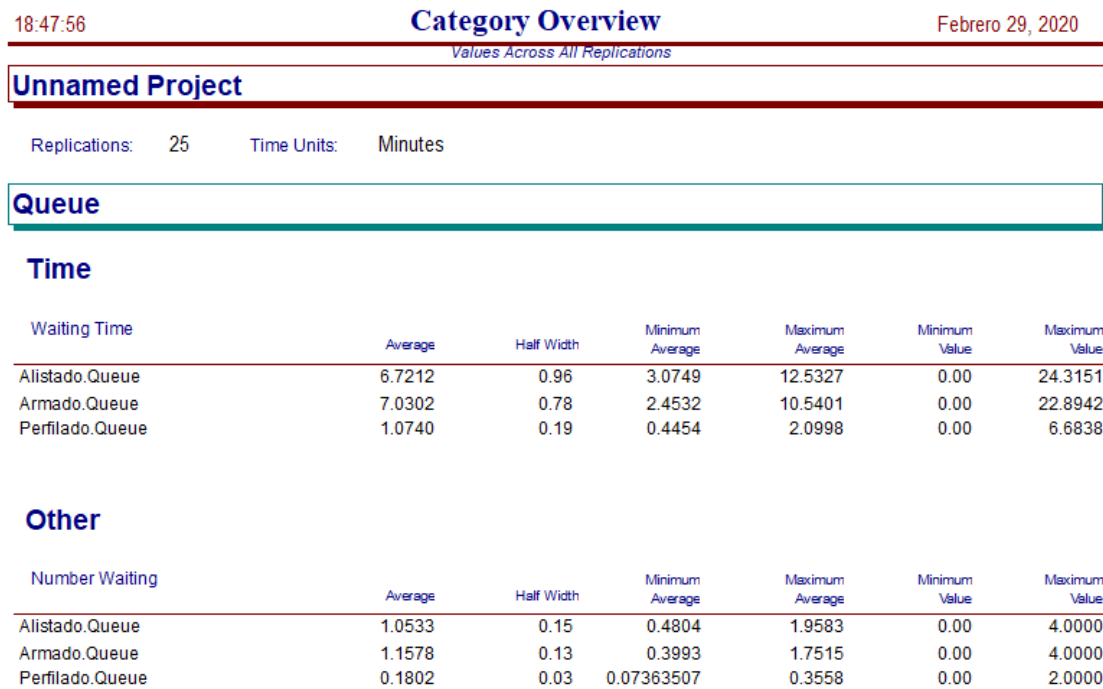 18:47:56 Category Overview Febrero 29, 2020
Values Across All Replications
Unnamed Project
Replications: 25 Time Units: Minutes
Queue
Time
Waiting Time Average Half Width Minimum Average Maximum Average Minimum Value Maximum Value
Alistado.Queue 6.7212 0.96 3.0749 12.5327 0.00 24.3151
Armado.Queue 7.0302 0.78 2.4532 10.5401 0.00 22.8942
Perfilado.Queue 1.0740 0.19 0.4454 2.0998 0.00 6.6838
Other
Number Waiting Average Half Width Minimum Average Maximum Average Minimum Value Maximum Value
Alistado.Queue 1.0533 0.15 0.4804 1.9583 0.00 4.0000
Armado.Queue 1.1578 0.13 0.3993 1.7515 0.00 4.0000
Perfilado.Queue 0.1802 0.03 0.07363507 0.3558 0.00 2.0000